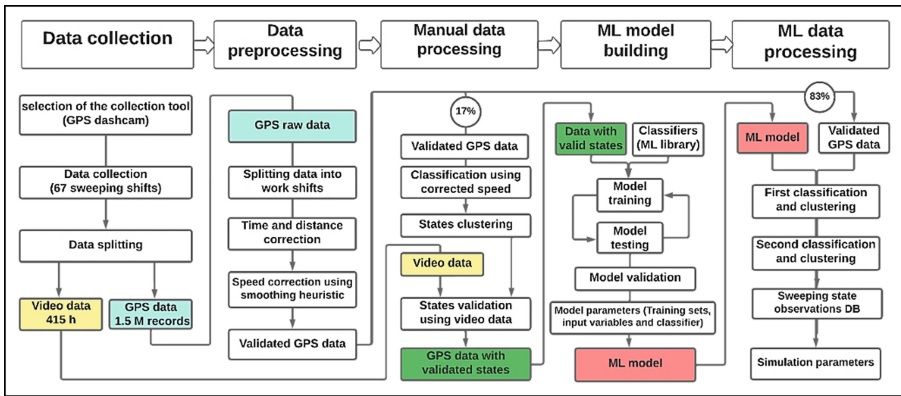 Data collection
Data
preprocessing
Manual data
processing
ML model
building
ML data
processing
selection of the collection tool
(GPS dashcam)
Data collection
(67 sweeping shifts)
Data splitting
Video data
415 h
GPS data
1.5 M records
GPS raw data
Splitting data into
work shifts
Time and distance
correction
Speed correction using
smoothing heuristic
Validated GPS data
17%
Validated GPS data
Classification using
corrected speed
States clustering
Video data
States validation
using video data
GPS data with
validated states
Data with
valid states
Classifiers
(ML library)
Model
training
Model
testing
Model validation
Model parameters (Training sets,
input variables and classifier)
ML model
83%
ML model
Validated
GPS data
First classification
and clustering
Second classification
and clustering
Sweeping state
observations DB
Simulation parameters